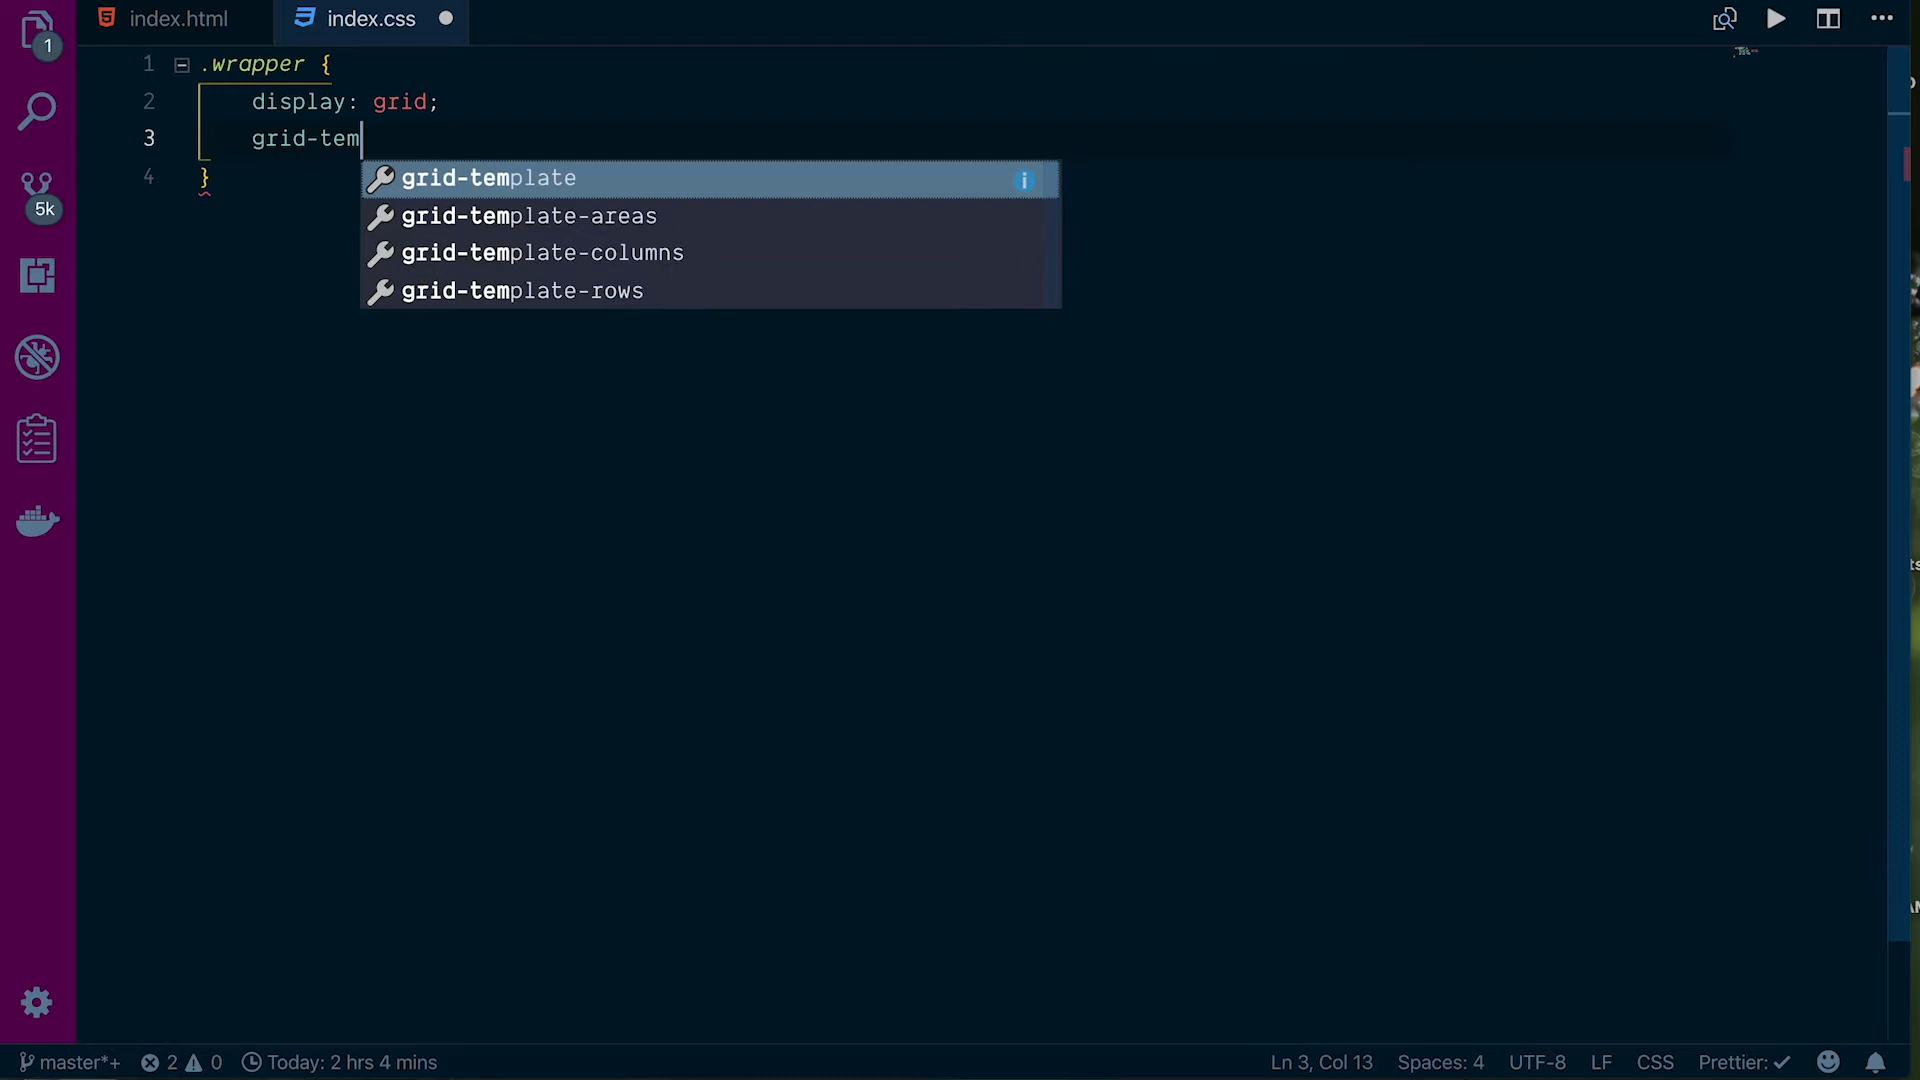 index.html
index.css
1
1 .wrapper {
2 display: grid;
3 grid-tem
4 }
grid-template
grid-template-areas
grid-template-columns
grid-template-rows
5k
master*+ 2 0 Today: 2 hrs 4 mins Ln 3, Col 13 Spaces: 4 UTF-8 LF CSS Prettier: